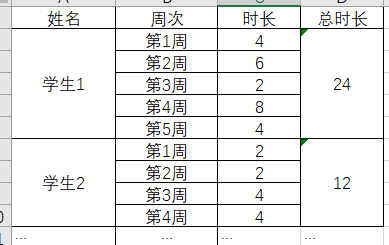 姓名 周次 时长 总时长
第1周 4
第2周 6
学生1 第3周 2 24
第4周 8
第5周 4
第1周 2
第2周 2
学生2 第3周 4 12
第4周 4
… … … …